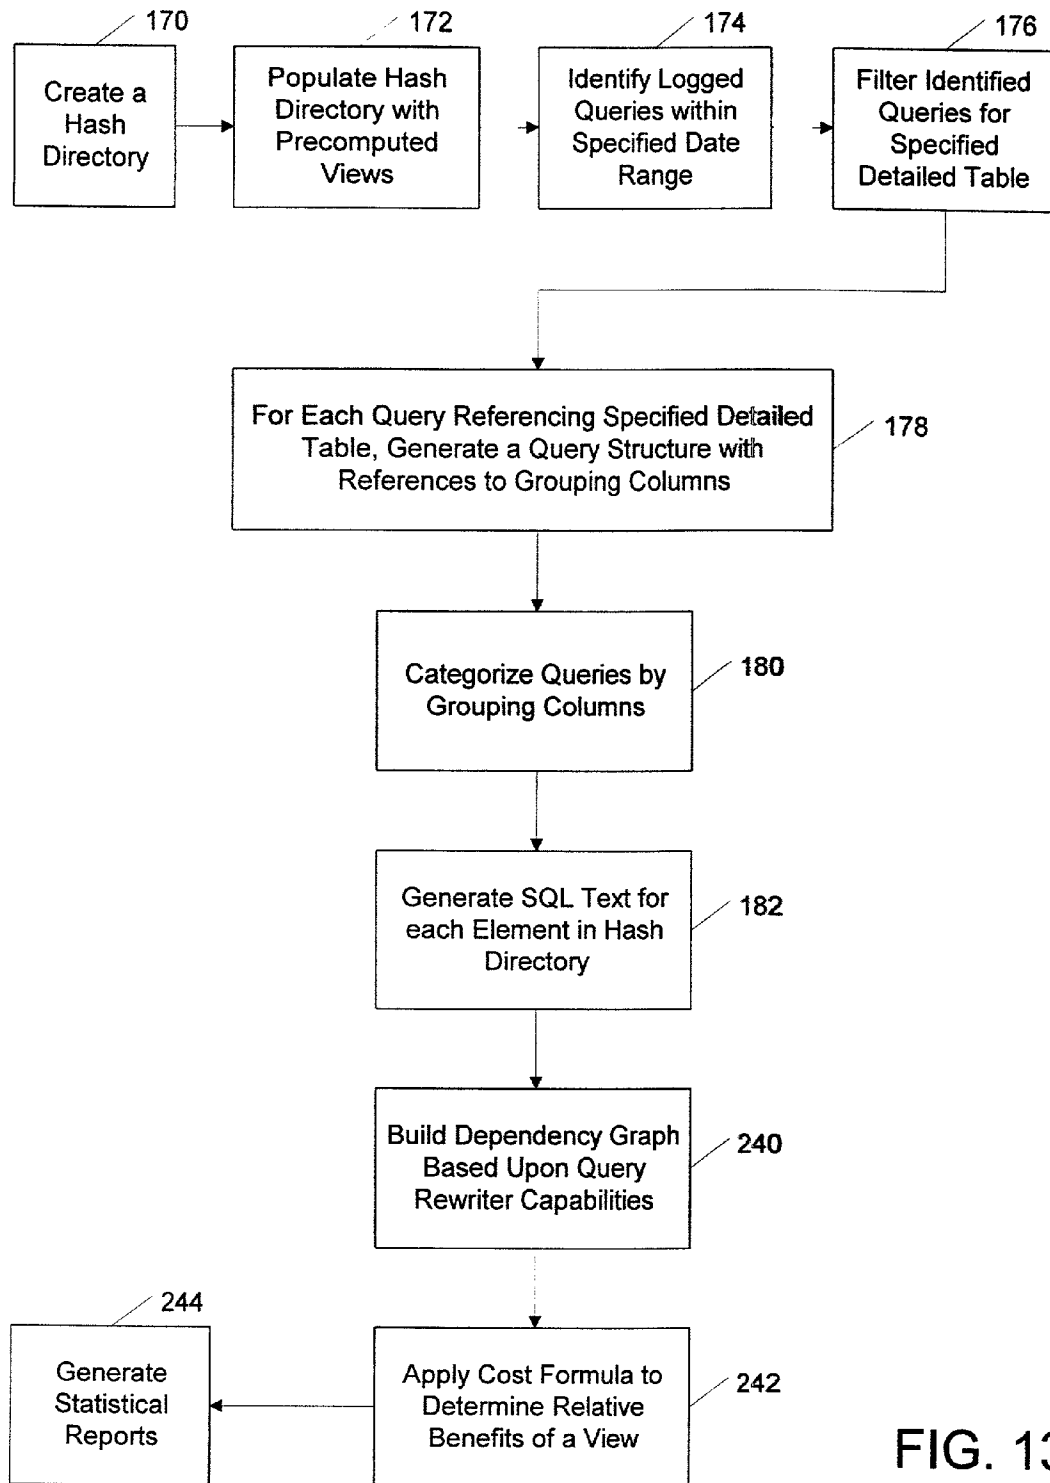 170
Create a
Hash
Directory
172
Populate Hash
Directory with
Precomputed
Views
174
Identify Logged
Queries within
Specified Date
Range
176
Filter Identified
Queries for
Specified
Detailed Table
For Each Query Referencing Specified Detailed
Table, Generate a Query Structure with
References to Grouping Columns
178
Categorize Queries by
Grouping Columns
180
Generate SQL Text for
each Element in Hash
Directory
182
Build Dependency Graph
Based Upon Query
Rewriter Capabilities
240
244
Generate
Statistical
Reports
Apply Cost Formula to
Determine Relative
Benefits of a View
242
FIG. 13